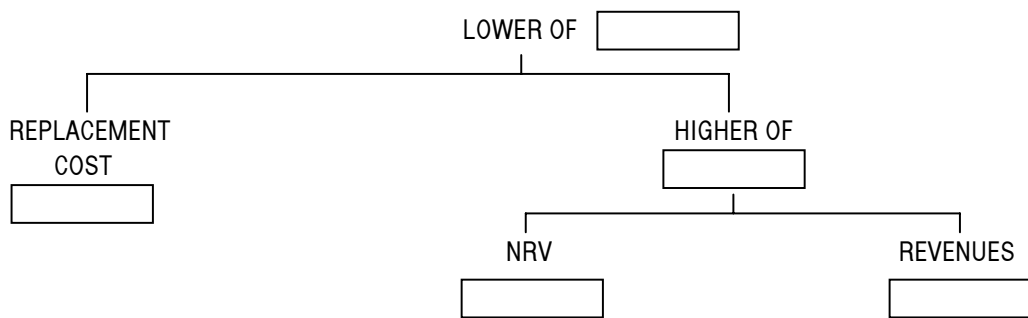 LOWER OF
REPLACEMENT
COST
HIGHER OF
NRV
REVENUES